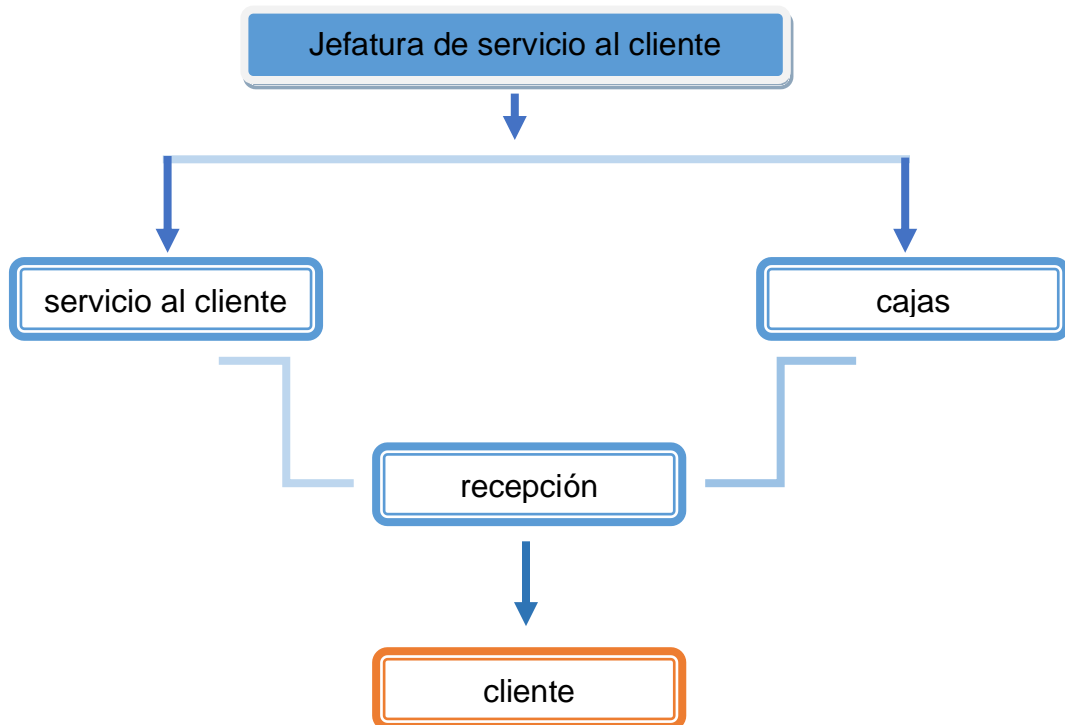 Jefatura de servicio al cliente
servicio al cliente
cajas
recepción
cliente